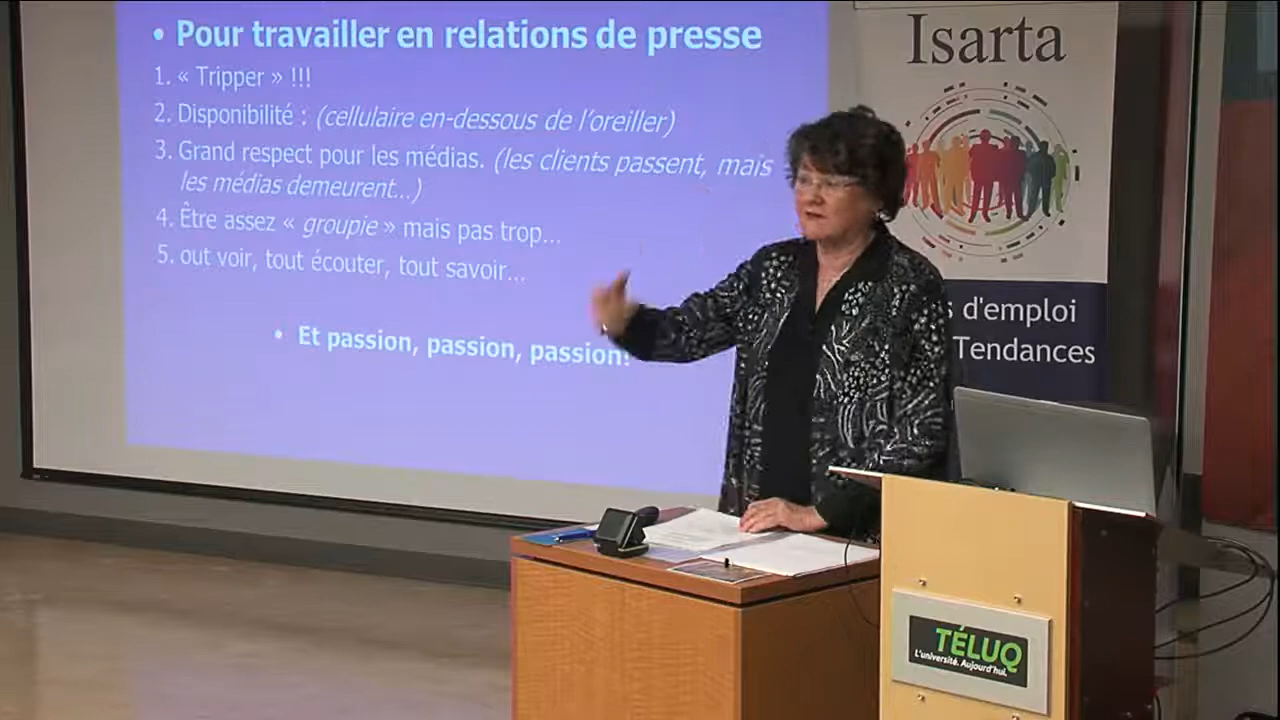 • Pour travailler en relations de presse
1. « Tripper » !!!
2. Disponibilité : (cellulaire en-dessous de l'oreiller)
3. Grand respect pour les médias. (les clients passent, mais
les médias demeurent...)
4. Être assez « groupie » mais pas trop...
5. out voir, tout écouter, tout savoir...
• Et passion, passion, passion!
Isarta
s d'emploi
Tendances
TÉLUQ
L'université. Aujourd'hui.